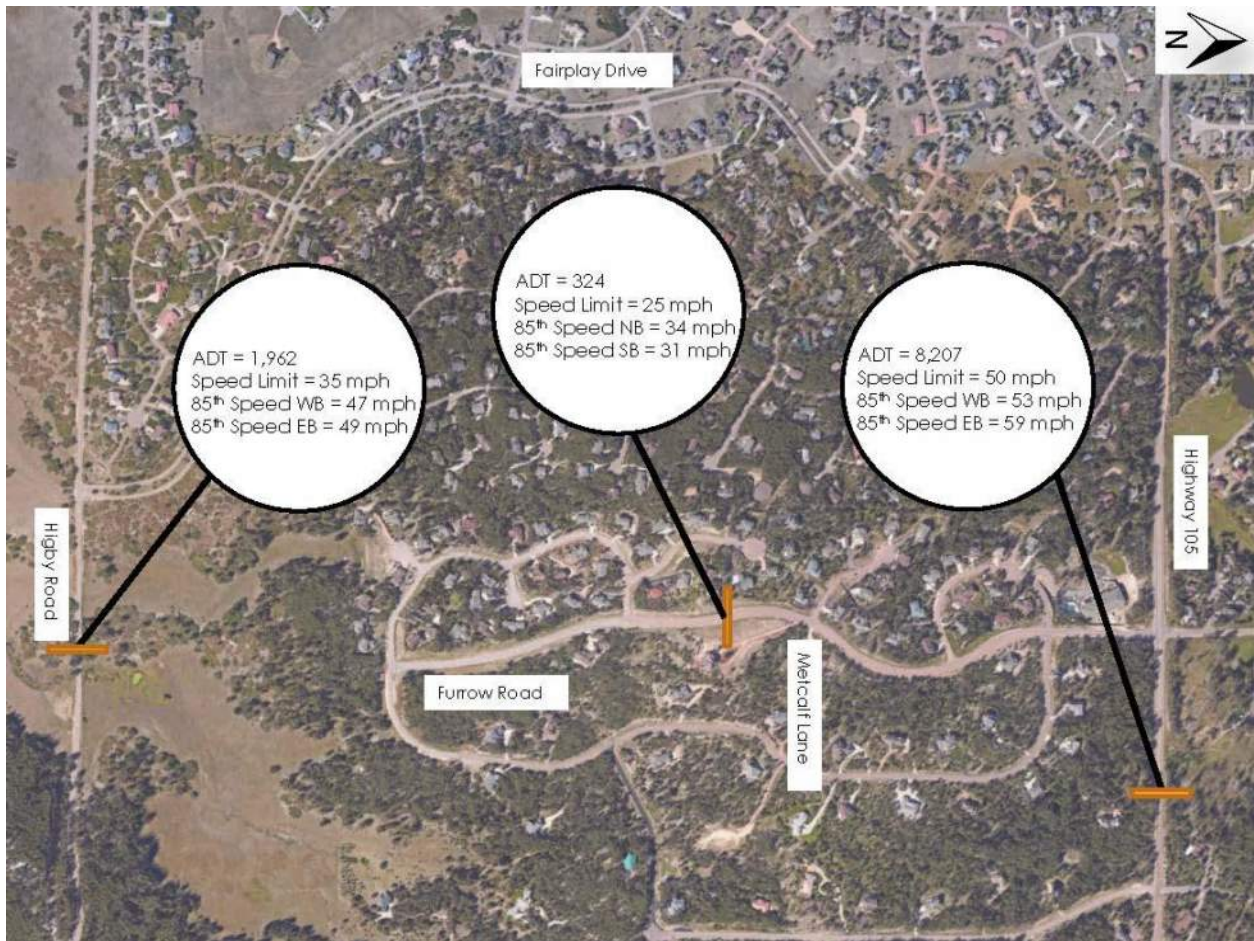 N
Fairplay Drive
ADT = 324
Speed Limit = 25 mph
85th Speed NB = 34 mph
85th Speed SB = 31 mph
ADT = 1,962
Speed Limit = 35 mph
85th Speed WB = 47 mph
85th Speed EB = 49 mph
ADT = 8,207
Speed Limit = 50 mph
85th Speed WB = 53 mph
85th Speed EB = 59 mph
Highway 105
Higby Road
Furrow Road
Metcalf Lane